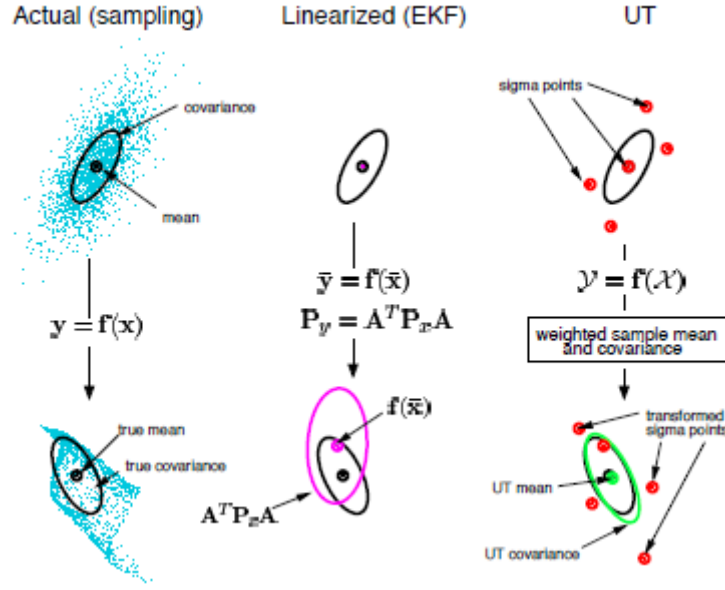 Actual (sampling)
Linearized (EKF)
UT
covariance
mean
sigma points
y = f(x)
ȳ = f(x̄)
P_y = A^T P_x A
𝒴 = f(𝒳)
weighted sample mean
and covariance
true mean
true covariance
f(x̄)
A^T P_x A
transformed
sigma points
UT mean
UT covariance